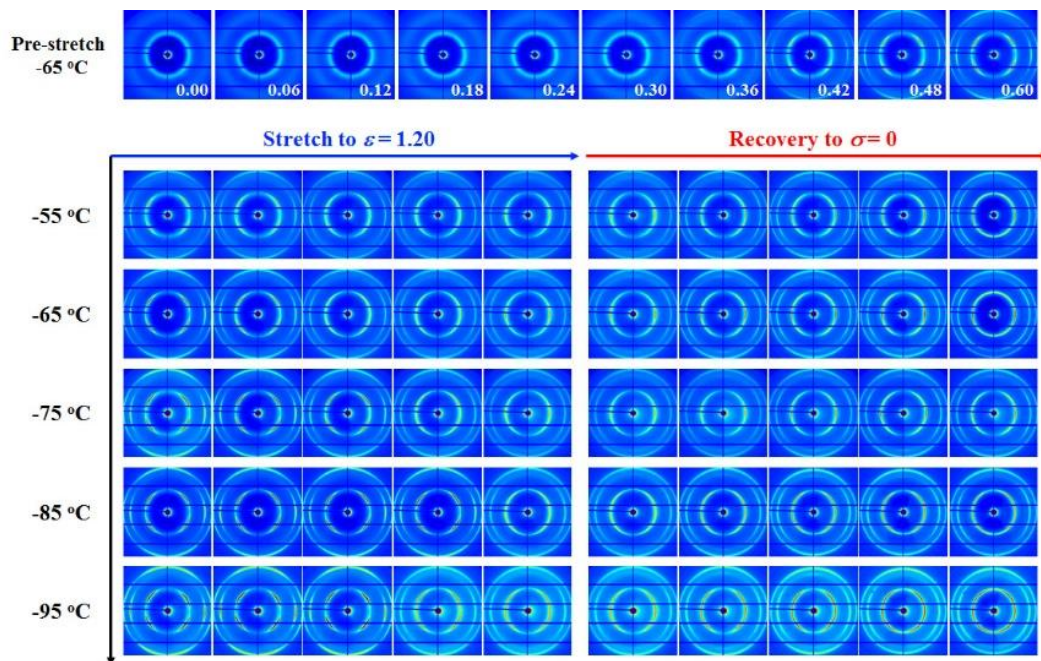 Pre-stretch
-65 °C
0.00 0.06 0.12 0.18 0.24 0.30 0.36 0.42 0.48 0.60
Stretch to ε = 1.20 Recovery to σ = 0
-55 °C
-65 °C
-75 °C
-85 °C
-95 °C